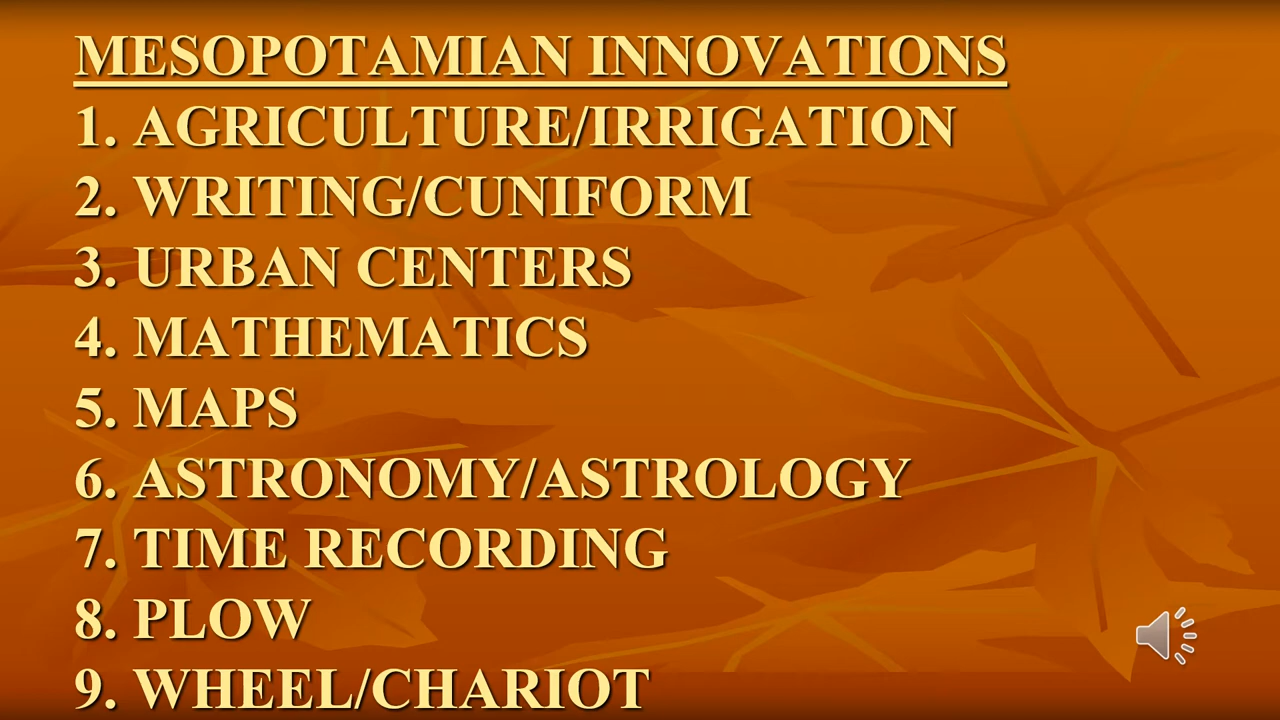 MESOPOTAMIAN INNOVATIONS
1. AGRICULTURE/IRRIGATION
2. WRITING/CUNIFORM
3. URBAN CENTERS
4. MATHEMATICS
5. MAPS
6. ASTRONOMY/ASTROLOGY
7. TIME RECORDING
8. PLOW
9. WHEEL/CHARIOT